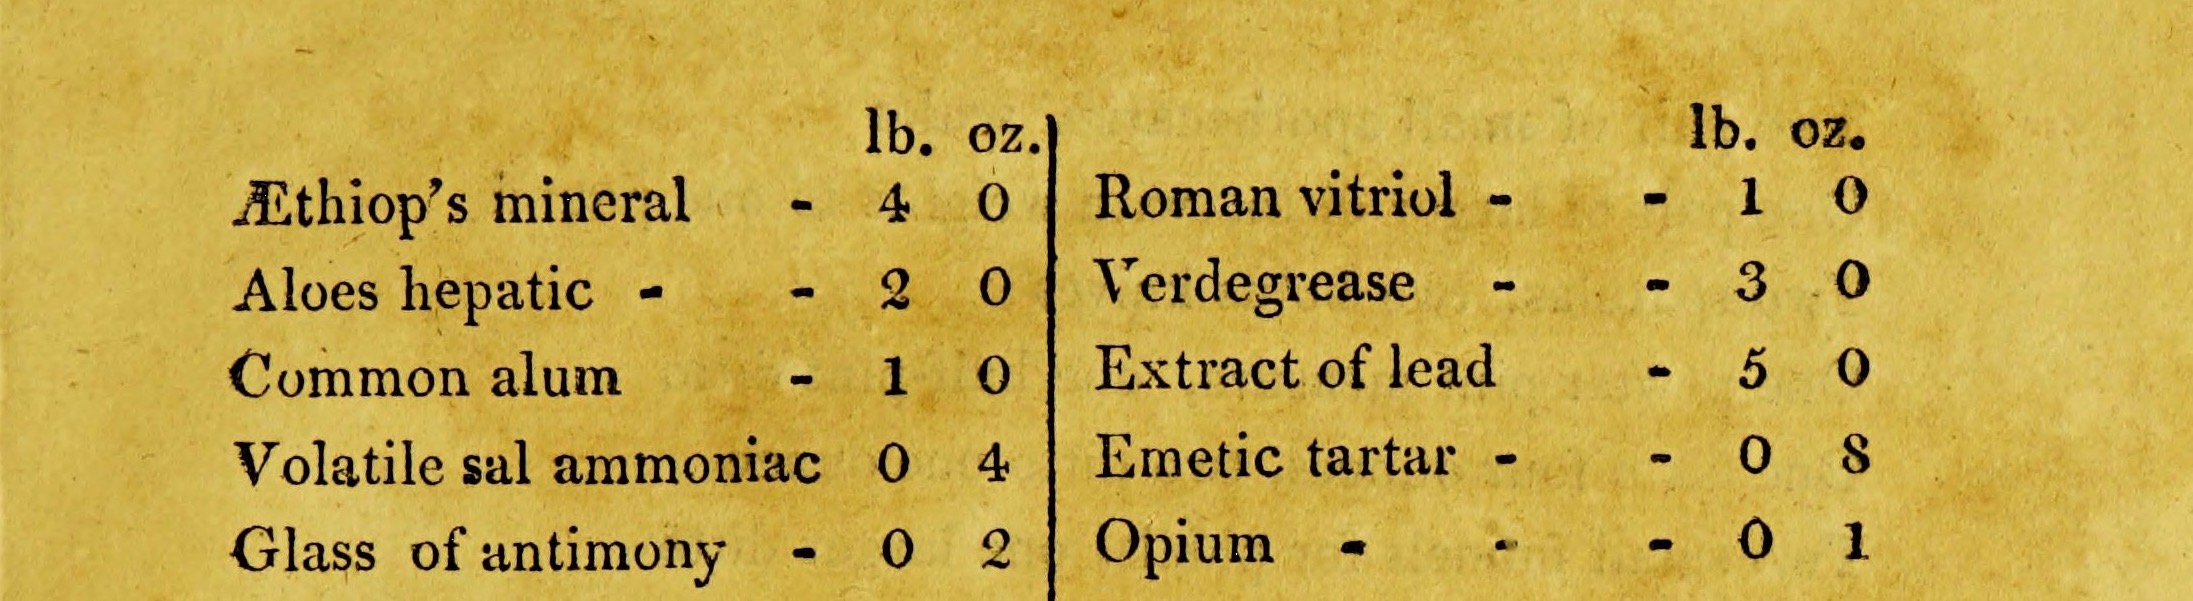 lb. oz.
Æthiop's mineral - 4 0
Aloes hepatic - - 2 0
Common alum - 1 0
Volatile sal ammoniac 0 4
Glass of antimony - 0 2
lb. oz.
Roman vitriol - - 1 0
Verdegrease - - 3 0
Extract of lead - 5 0
Emetic tartar - - 0 8
Opium - - - 0 1